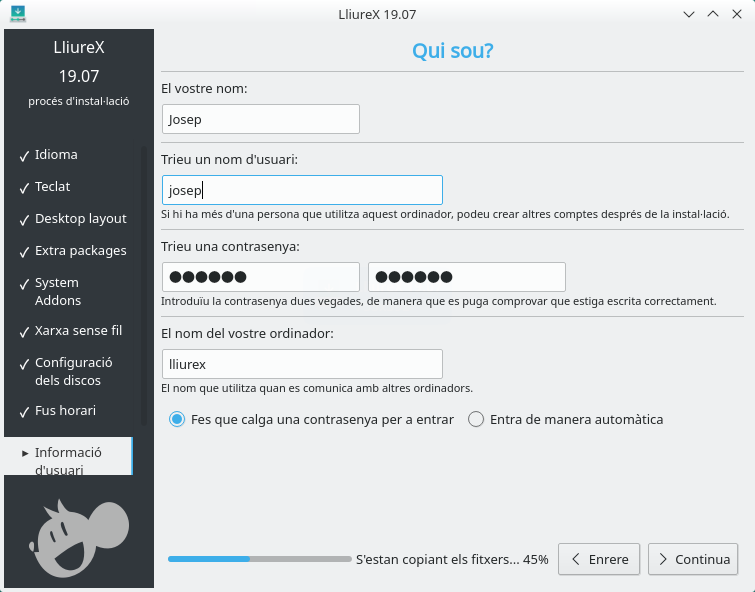 LliureX 19.07
LliureX
19.07
procés d'instal·lació
Idioma
Teclat
Desktop layout
Extra packages
System
Addons
Xarxa sense fil
Configuració
dels discos
Fus horari
Informació
d'usuari
Qui sou?
El vostre nom:
Josep
Trieu un nom d'usuari:
josep
Si hi ha més d'una persona que utilitza aquest ordinador, podeu crear altres comptes després de la instal·lació.
Trieu una contrasenya:
●●●●●● ●●●●●●
Introduïu la contrasenya dues vegades, de manera que es puga comprovar que estiga escrita correctament.
El nom del vostre ordinador:
lliurex
El nom que utilitza quan es comunica amb altres ordinadors.
Fes que calga una contrasenya per a entrar Entra de manera automàtica
S'estan copiant els fitxers... 45% Enrere Continua